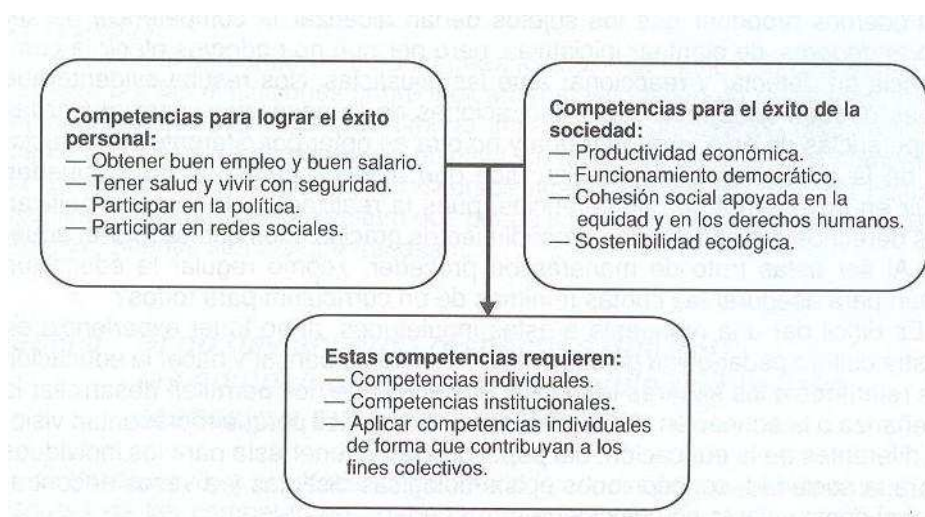 Competencias para lograr el éxito
personal:
— Obtener buen empleo y buen salario.
— Tener salud y vivir con seguridad.
— Participar en la política.
— Participar en redes sociales.
Competencias para el éxito de la
sociedad:
— Productividad económica.
— Funcionamiento democrático.
— Cohesión social apoyada en la
equidad y en los derechos humanos.
— Sostenibilidad ecológica.
Estas competencias requieren:
— Competencias individuales.
— Competencias institucionales.
— Aplicar competencias individuales
de forma que contribuyan a los
fines colectivos.